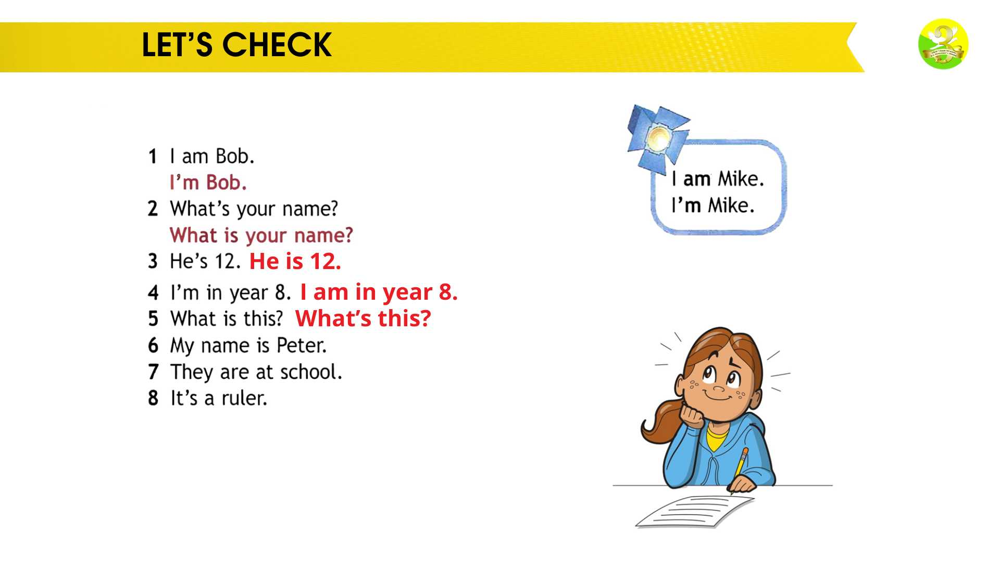 LET’S CHECK
1 I am Bob.
I’m Bob.
2 What’s your name?
What is your name?
3 He’s 12. He is 12.
4 I’m in year 8. I am in year 8.
5 What is this? What’s this?
6 My name is Peter.
7 They are at school.
8 It’s a ruler.
I am Mike.
I’m Mike.
3